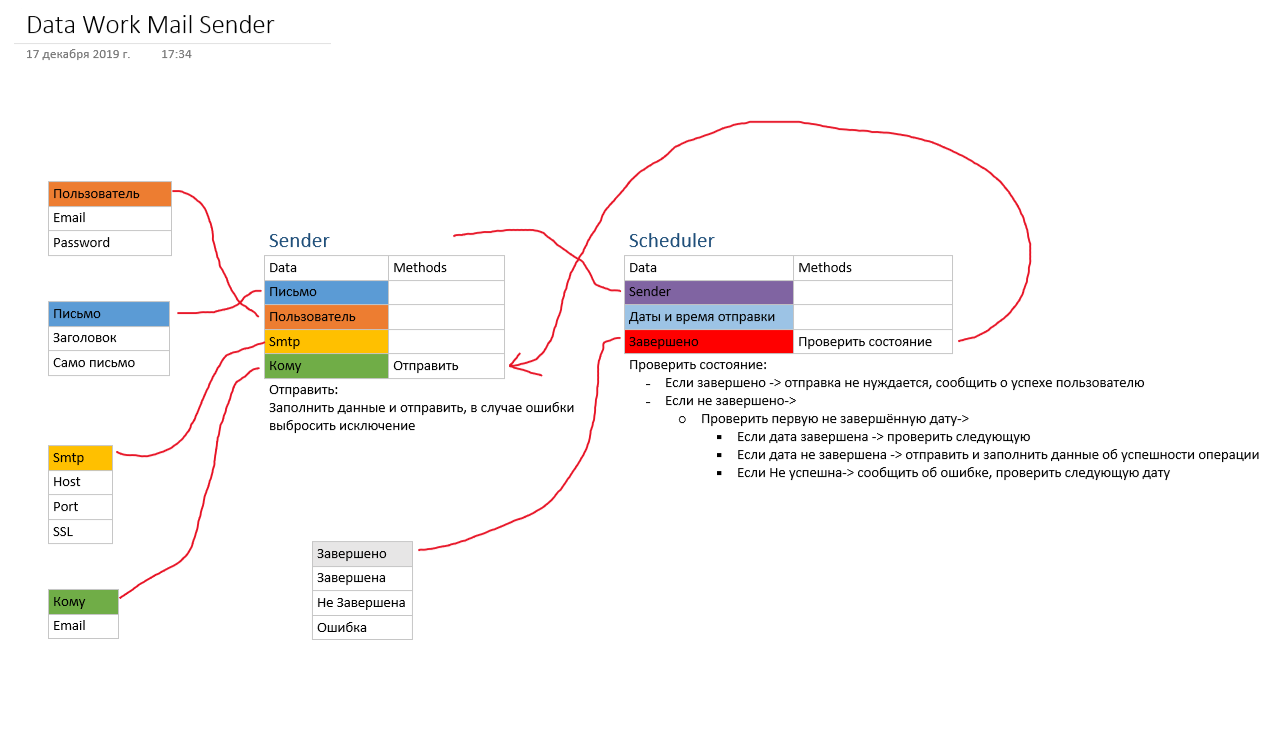 Data Work Mail Sender
17 декабря 2019 г. 17:34
Пользователь
Email
Password
Письмо
Заголовок
Само письмо
Smtp
Host
Port
SSL
Кому
Email
Sender
Data Methods
Письмо
Пользователь
Smtp
Кому Отправить
Отправить:
Заполнить данные и отправить, в случае ошибки
выбросить исключение
Завершено
Завершена
Не Завершена
Ошибка
Scheduler
Data Methods
Sender
Даты и время отправки
Завершено Проверить состояние
Проверить состояние:
- Если завершено -> отправка не нуждается, сообщить о успехе пользователю
- Если не завершено->
○ Проверить первую не завершённую дату->
▪ Если дата завершена -> проверить следующую
▪ Если дата не завершена -> отправить и заполнить данные об успешности операции
▪ Если Не успешна-> сообщить об ошибке, проверить следующую дату